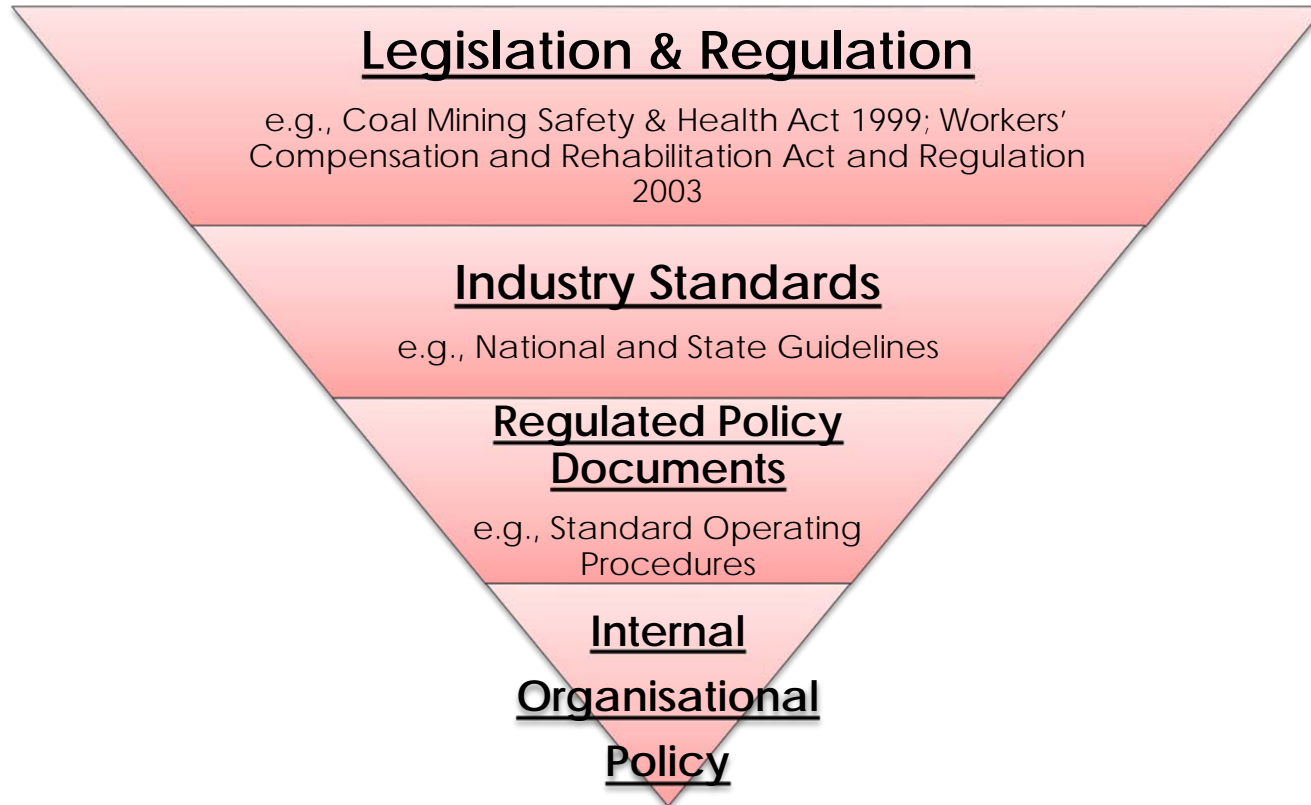 Legislation & Regulation
e.g., Coal Mining Safety & Health Act 1999; Workers’
Compensation and Rehabilitation Act and Regulation
2003
Industry Standards
e.g., National and State Guidelines
Regulated Policy
Documents
e.g., Standard Operating
Procedures
Internal
Organisational
Policy